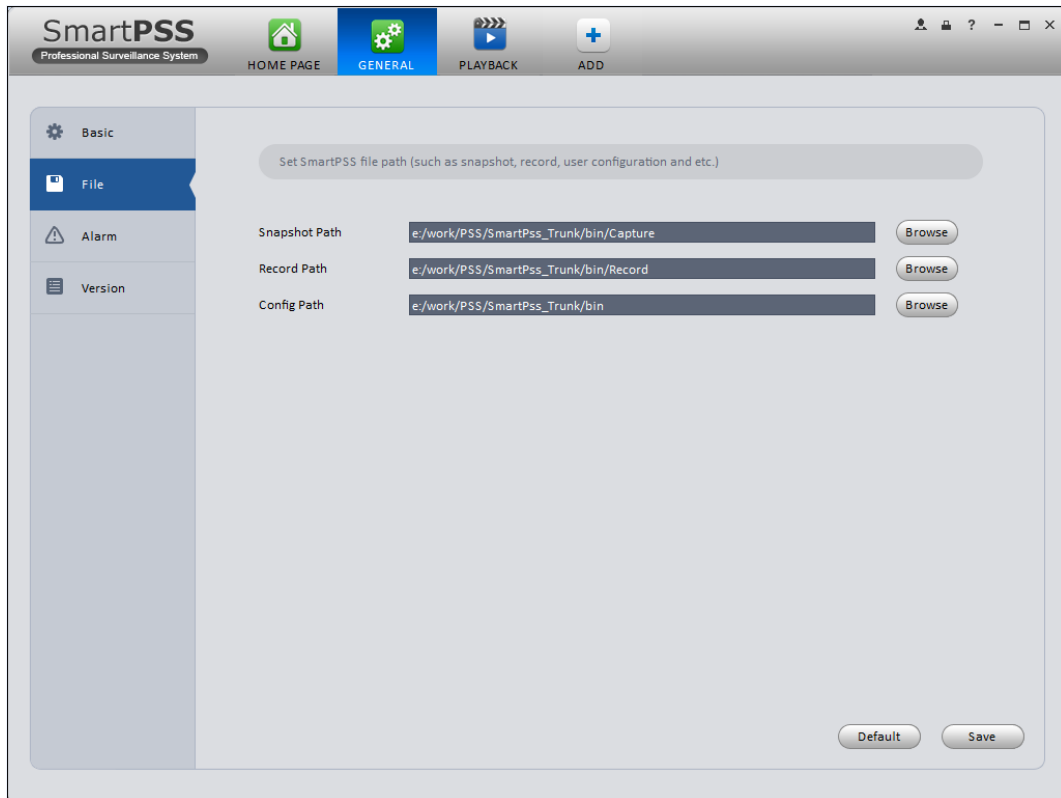 SmartPSS
Professional Surveillance System
HOME PAGE
GENERAL
PLAYBACK
ADD
?
Basic
File
Alarm
Version
Set SmartPSS file path (such as snapshot, record, user configuration and etc.)
Snapshot Path e:/work/PSS/SmartPss_Trunk/bin/Capture Browse
Record Path e:/work/PSS/SmartPss_Trunk/bin/Record Browse
Config Path e:/work/PSS/SmartPss_Trunk/bin Browse
Default Save